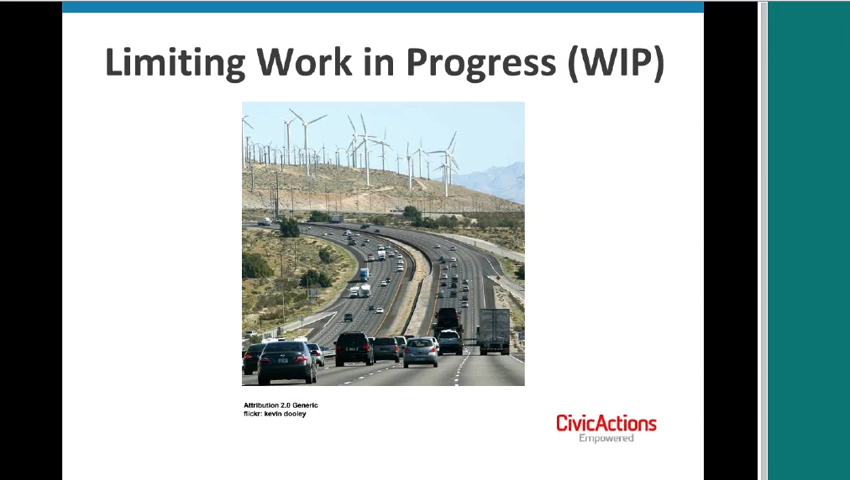 Limiting Work in Progress (WIP)
Attribution 2.0 Generic
flickr: kevin dooley
CivicActions
Empowered